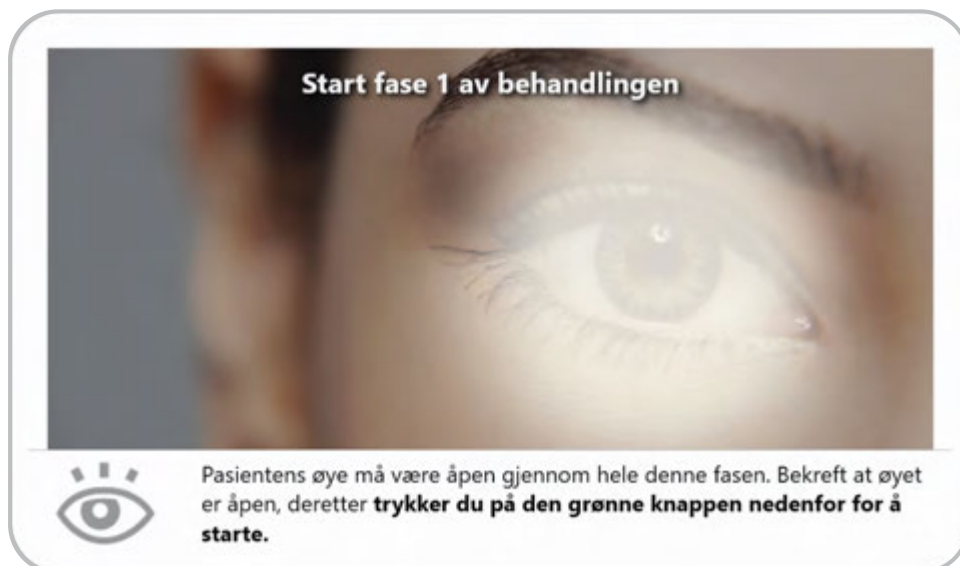 Start fase 1 av behandlingen
Pasientens øye må være åpen gjennom hele denne fasen. Bekreft at øyet
er åpen, deretter trykker du på den grønne knappen nedenfor for å
starte.